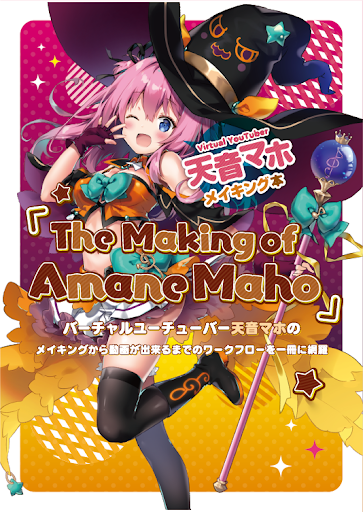 Virtual YouTuber
天音マホ
メイキング本
『The Making of
Amane Maho』
バーチャルユーチューバー天音マホの
メイキングから動画が出来るまでのワークフローを一冊に網羅